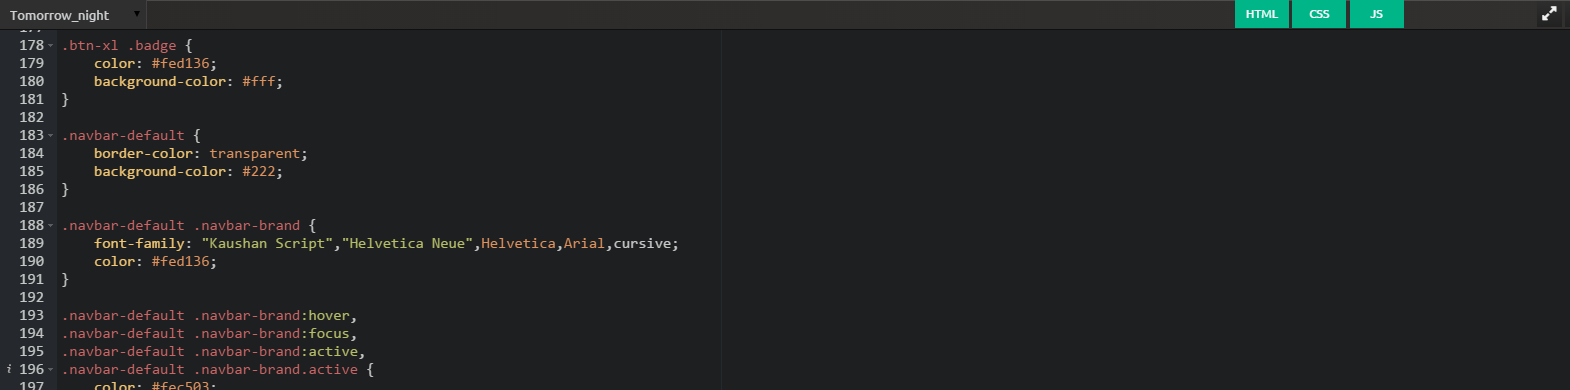 Tomorrow_night
HTML CSS JS
177
178 .btn-xl .badge {
179 color: #fed136;
180 background-color: #fff;
181 }
182
183 .navbar-default {
184 border-color: transparent;
185 background-color: #222;
186 }
187
188 .navbar-default .navbar-brand {
189 font-family: "Kaushan Script","Helvetica Neue",Helvetica,Arial,cursive;
190 color: #fed136;
191 }
192
193 .navbar-default .navbar-brand:hover,
194 .navbar-default .navbar-brand:focus,
195 .navbar-default .navbar-brand:active,
i 196 .navbar-default .navbar-brand.active {
197 color: #fec503;